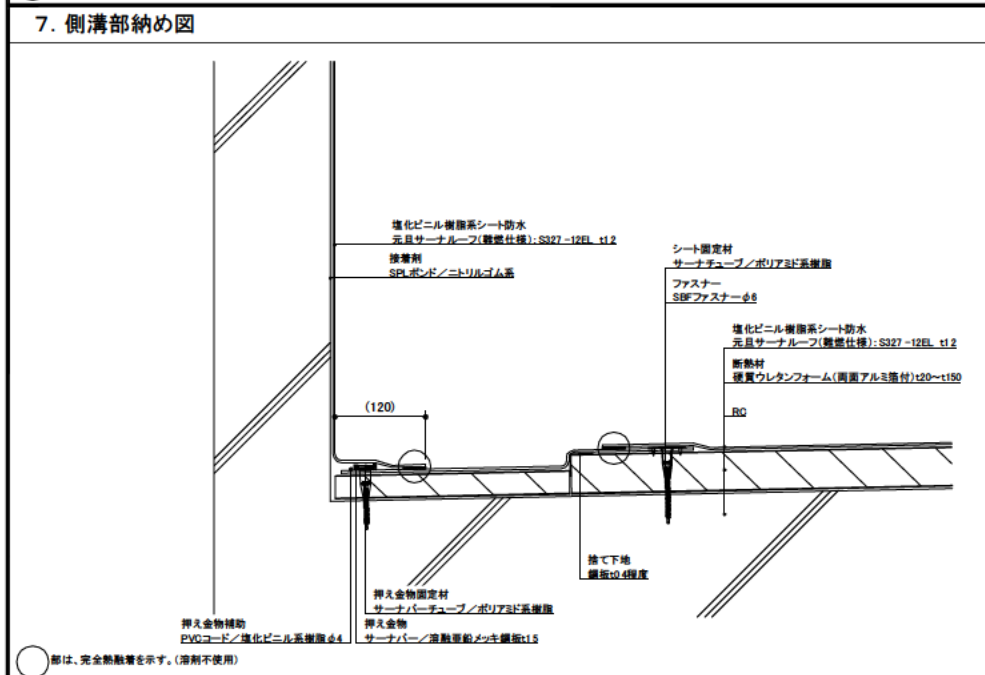 7. 側溝部納め図
塩化ビニル樹脂系シート防水
元旦サーナルーフ(難燃仕様):S327-12EL t1.2
接着剤
SPLボンド/ニトリルゴム系
シート固定材
サーナチューブ/ポリアミド系樹脂
ファスナー
SBFファスナーφ6
塩化ビニル樹脂系シート防水
元旦サーナルーフ(難燃仕様):S327-12EL t1.2
断熱材
硬質ウレタンフォーム(両面アルミ箔付)t20~t150
RC
(120)
捨て下地
鋼板t0.4程度
押え金物固定材
サーナバーチューブ/ポリアミド系樹脂
押え金物補助
PVCコード/塩化ビニル系樹脂φ4
押え金物
サーナバー/溶融亜鉛メッキ鋼板t1.5
部は、完全熱融着を示す。(溶剤不使用)